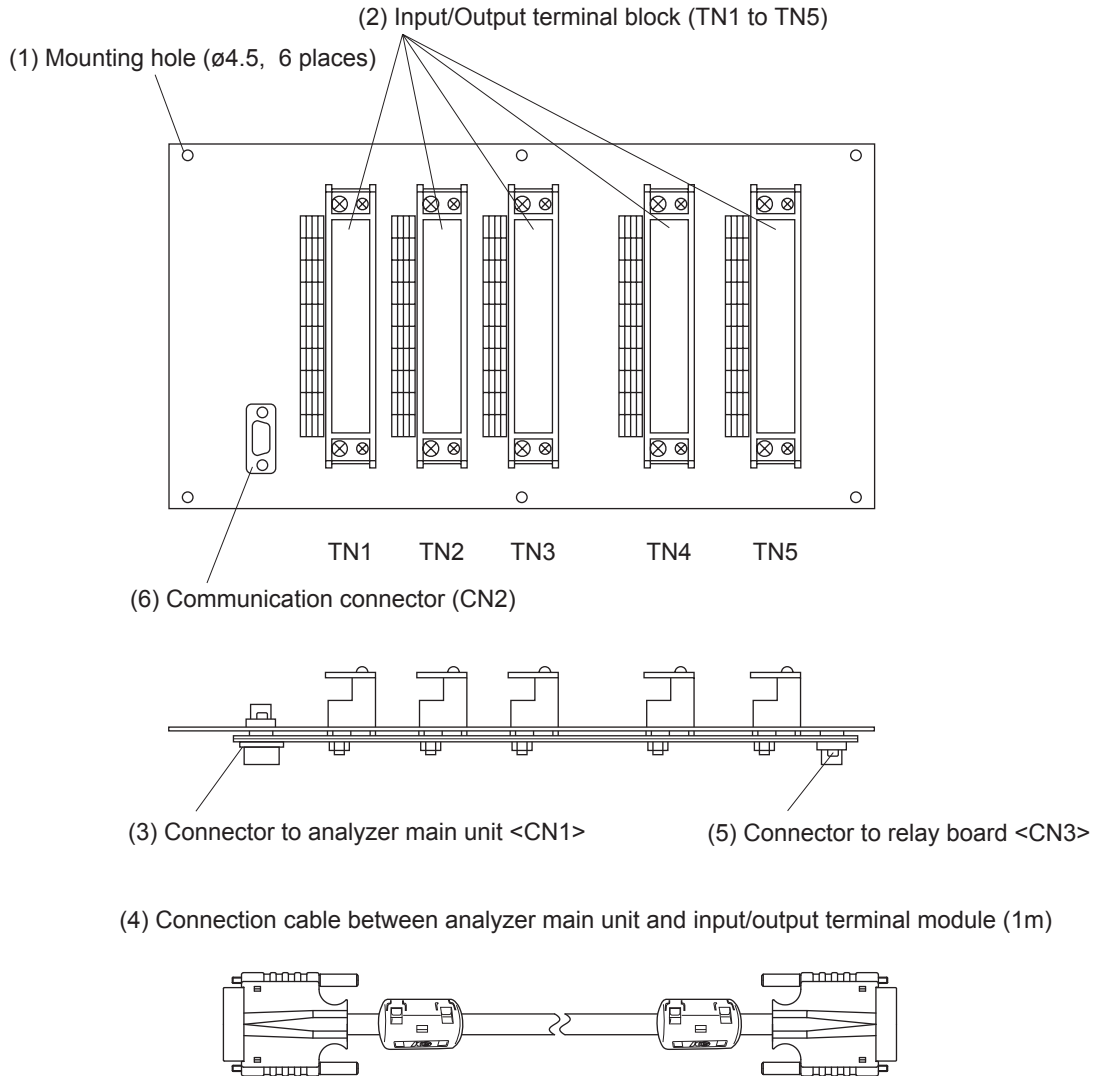 (2) Input/Output terminal block (TN1 to TN5)
(1) Mounting hole (ø4.5, 6 places)
TN1 TN2 TN3 TN4 TN5
(6) Communication connector (CN2)
(3) Connector to analyzer main unit <CN1>
(5) Connector to relay board <CN3>
(4) Connection cable between analyzer main unit and input/output terminal module (1m)